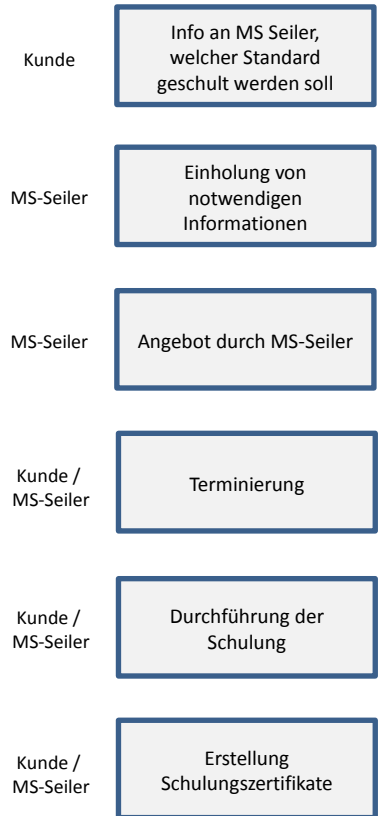 Kunde
Info an MS Seiler,
welcher Standard
geschult werden soll
MS-Seiler
Einholung von
notwendigen
Informationen
MS-Seiler
Angebot durch MS-Seiler
Kunde /
MS-Seiler
Terminierung
Kunde /
MS-Seiler
Durchführung der
Schulung
Kunde /
MS-Seiler
Erstellung
Schulungszertifikate